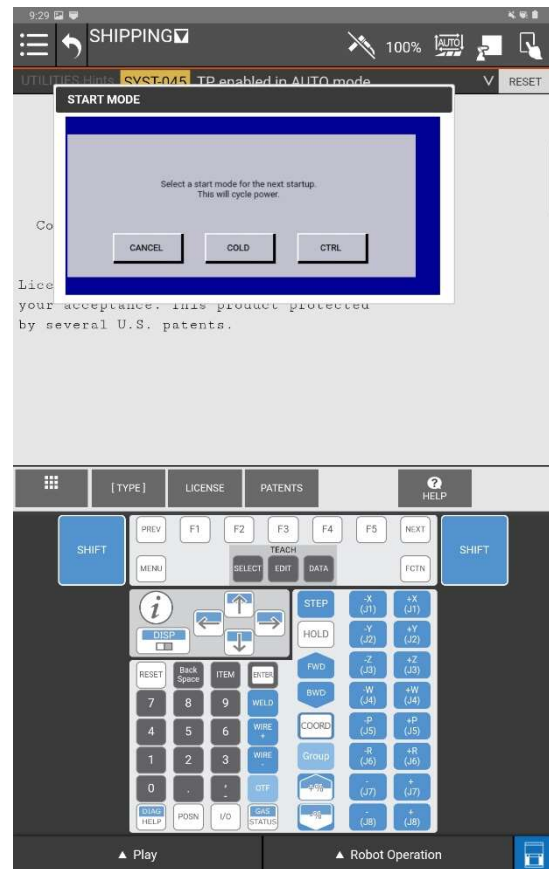 9:29
SHIPPING
100%
AUTO
UTILITIES Hints SYST-045 TP enabled in AUTO mode
RESET
START MODE
Select a start mode for the next startup.
This will cycle power.
CANCEL COLD CTRL
Co
Lice
your acceptance. This product protected
by several U.S. patents.
[ TYPE ] LICENSE PATENTS
? HELP
SHIFT
PREV F1 F2 F3 F4 F5 NEXT
SHIFT
TEACH
MENU SELECT EDIT DATA FCTN
i
DISP
STEP -X (J1) +X (J1)
HOLD -Y (J2) +Y (J2)
RESET Back Space ITEM ENTER FWD -Z (J3) +Z (J3)
7 8 9 WELD BWD -W (J4) +W (J4)
4 5 6 WIRE + COORD -P (J5) +P (J5)
1 2 3 WIRE - Group -R (J6) +R (J6)
0 . , - OTF +% - (J7) + (J7)
DIAG HELP POSN I/O GAS STATUS -% - (J8) + (J8)
▲ Play ▲ Robot Operation